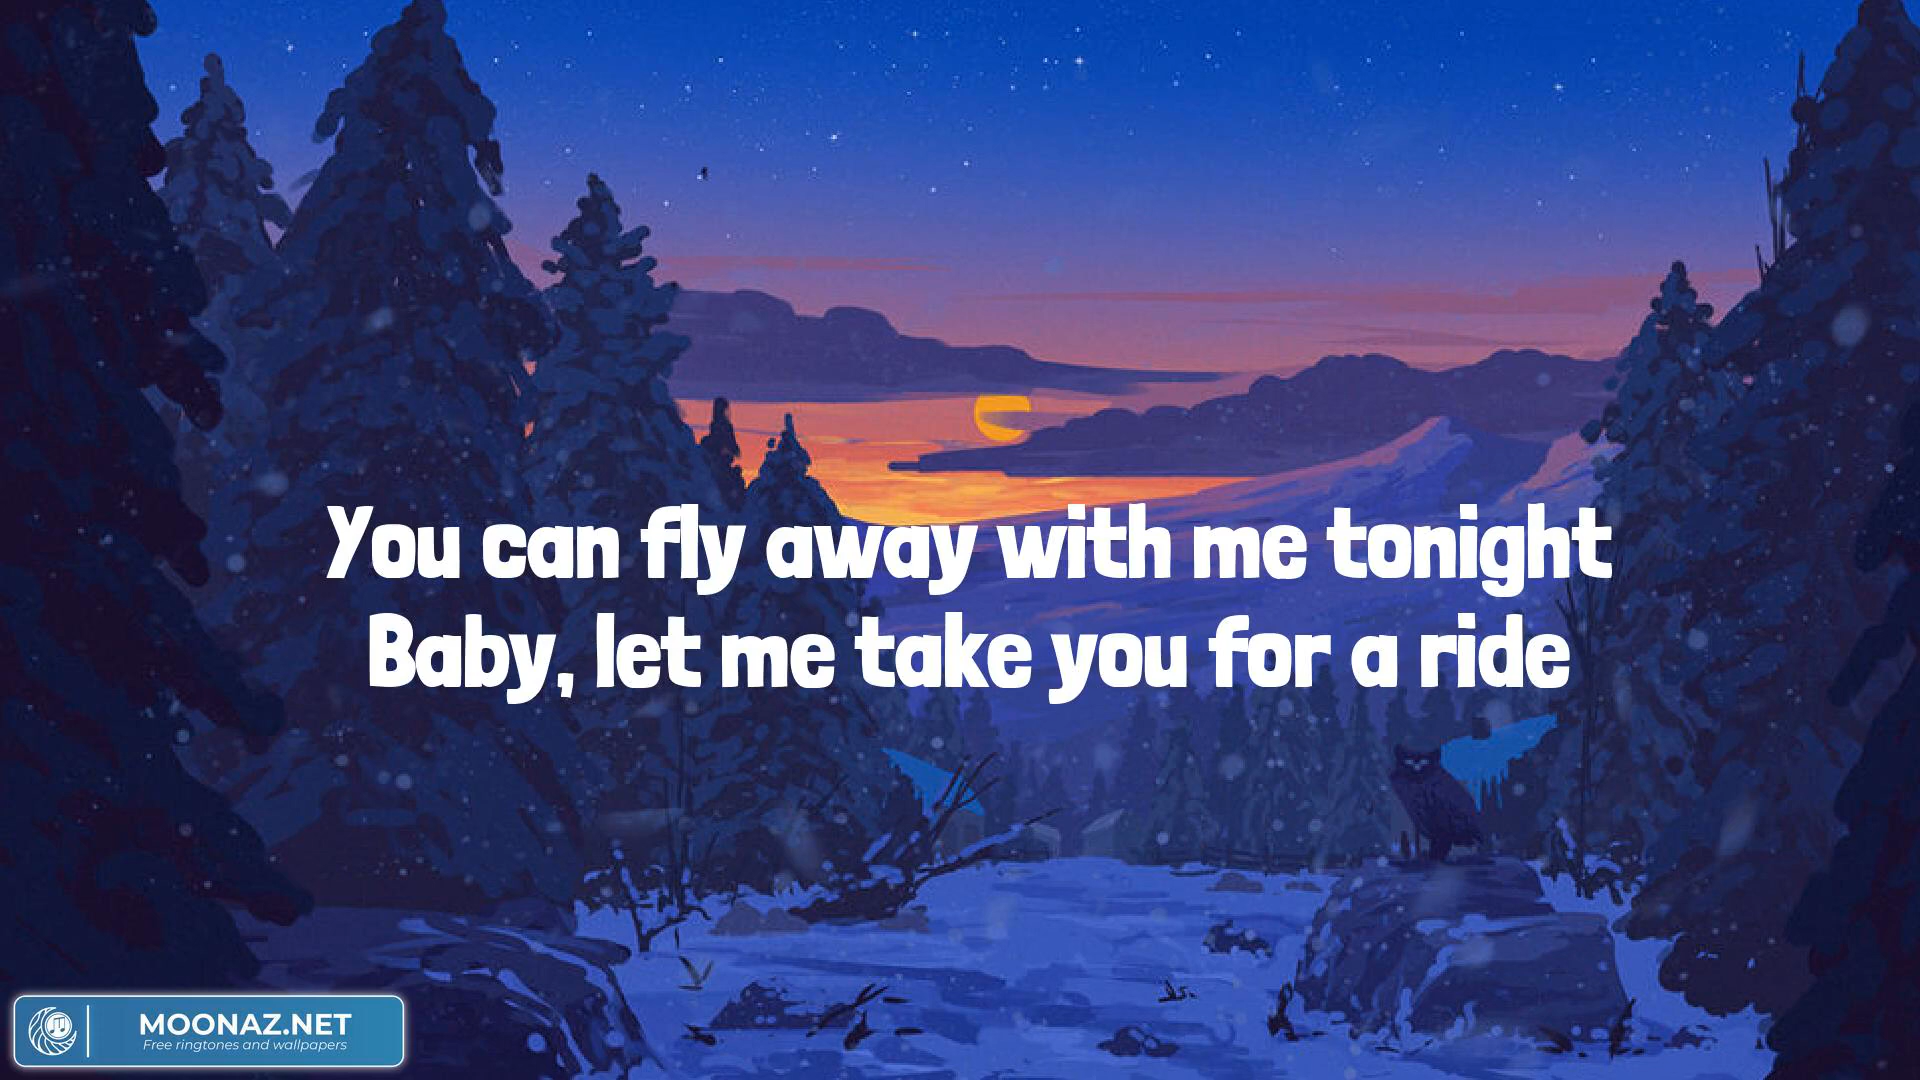 You can fly away with me tonight
Baby, let me take you for a ride
MOONAZ.NET
Free ringtones and wallpapers